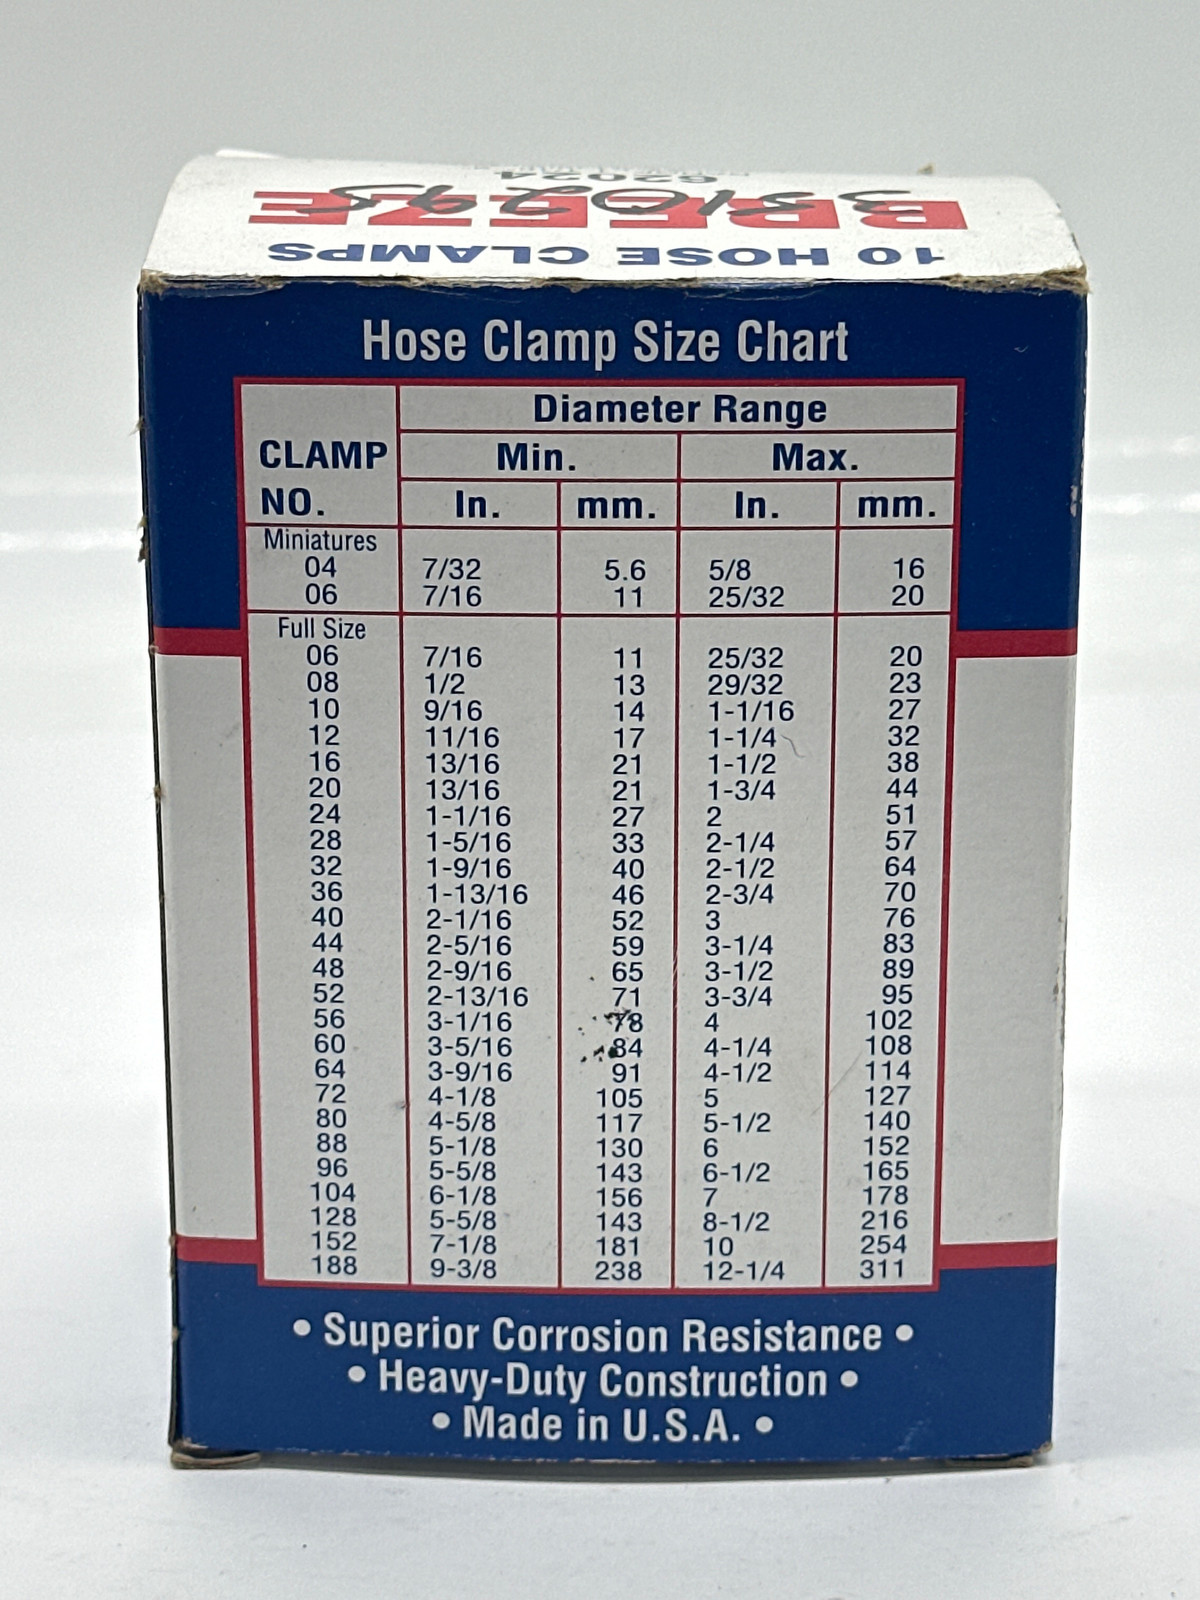 62024
BREEZE
10 HOSE CLAMPS
Hose Clamp Size Chart
CLAMP NO. Diameter Range
Min. Max.
In. mm. In. mm.
Miniatures
04 7/32 5.6 5/8 16
06 7/16 11 25/32 20
Full Size
06 7/16 11 25/32 20
08 1/2 13 29/32 23
10 9/16 14 1-1/16 27
12 11/16 17 1-1/4 32
16 13/16 21 1-1/2 38
20 13/16 21 1-3/4 44
24 1-1/16 27 2 51
28 1-5/16 33 2-1/4 57
32 1-9/16 40 2-1/2 64
36 1-13/16 46 2-3/4 70
40 2-1/16 52 3 76
44 2-5/16 59 3-1/4 83
48 2-9/16 65 3-1/2 89
52 2-13/16 71 3-3/4 95
56 3-1/16 78 4 102
60 3-5/16 84 4-1/4 108
64 3-9/16 91 4-1/2 114
72 4-1/8 105 5 127
80 4-5/8 117 5-1/2 140
88 5-1/8 130 6 152
96 5-5/8 143 6-1/2 165
104 6-1/8 156 7 178
128 5-5/8 143 8-1/2 216
152 7-1/8 181 10 254
188 9-3/8 238 12-1/4 311
• Superior Corrosion Resistance •
• Heavy-Duty Construction •
• Made in U.S.A. •